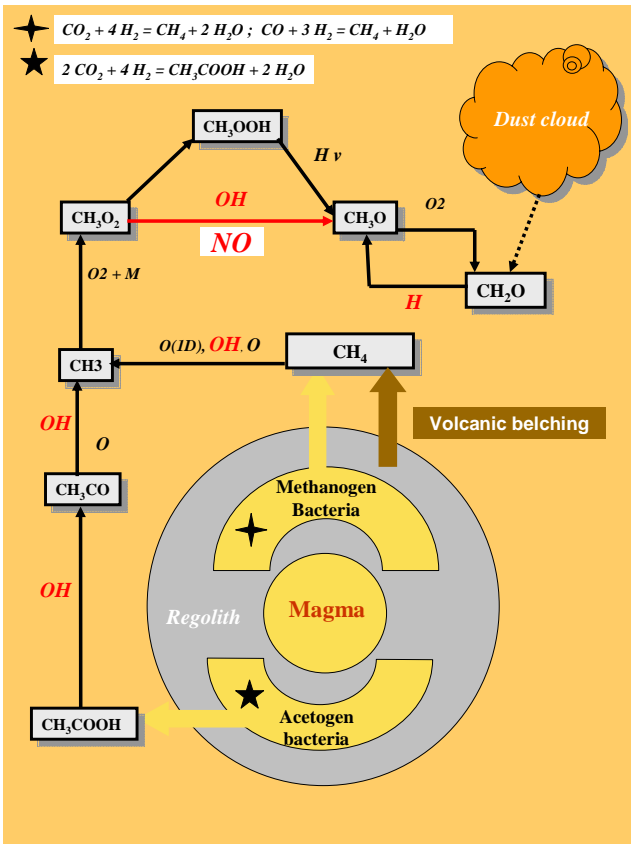 CO₂ + 4 H₂ = CH₄ + 2 H₂O ; CO + 3 H₂ = CH₄ + H₂O
2 CO₂ + 4 H₂ = CH₃COOH + 2 H₂O
Dust cloud
CH₃OOH
H ν
CH₃O₂
OH
NO
CH₃O
O2
CH₂O
H
O2 + M
CH3
O(1D), OH, O
CH₄
Volcanic belching
OH
O
CH₃CO
Methanogen
Bacteria
OH
Regolith
Magma
CH₃COOH
Acetogen
bacteria